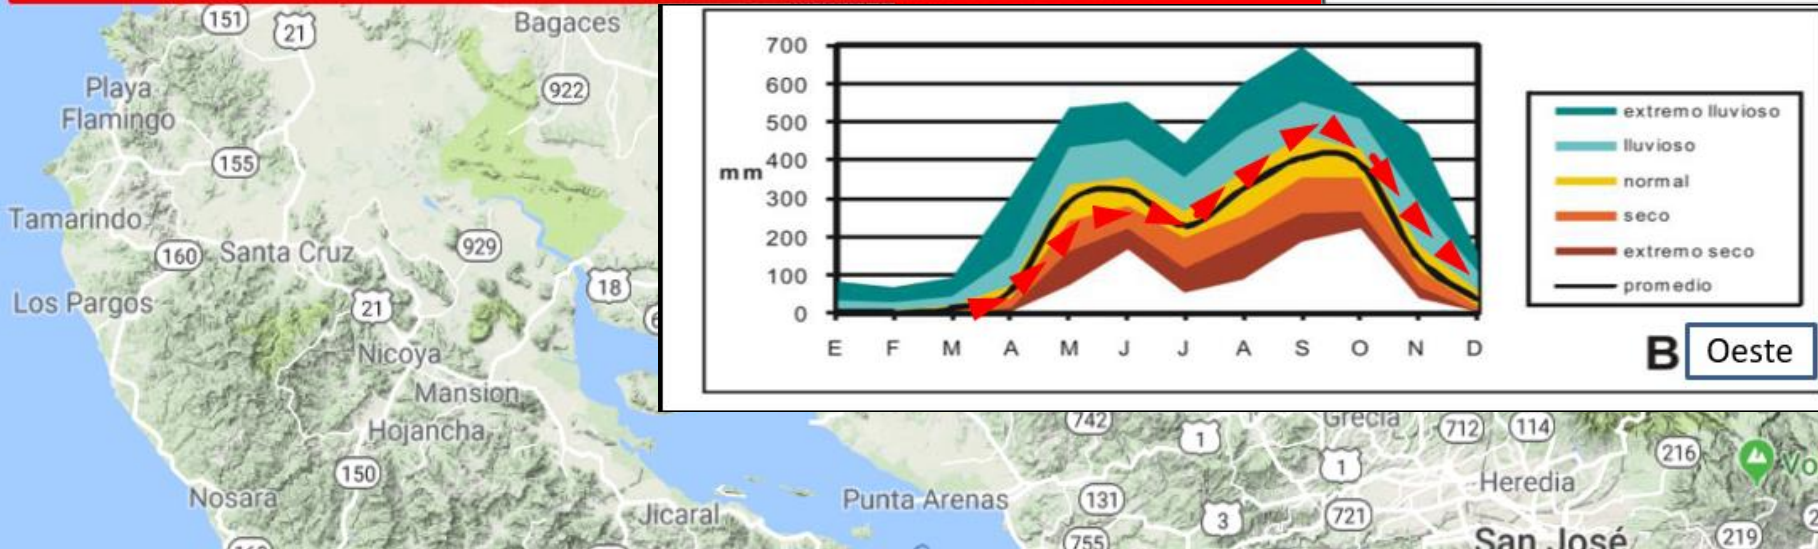 151
21
Bagaces
Playa
Flamingo
922
155
Tamarindo
160
Santa Cruz
929
Los Pargos
21
18
Nicoya
Mansion
Hojancha
150
Nosara
Jicaral
700
600
500
400
300
200
100
0
mm
E F M A M J J A S O N D
extremo lluvioso
lluvioso
normal
seco
extremo seco
promedio
B Oeste
742
1
Grecia
712
114
216
1
Heredia
Punta Arenas
131
3
721
755
San José
219